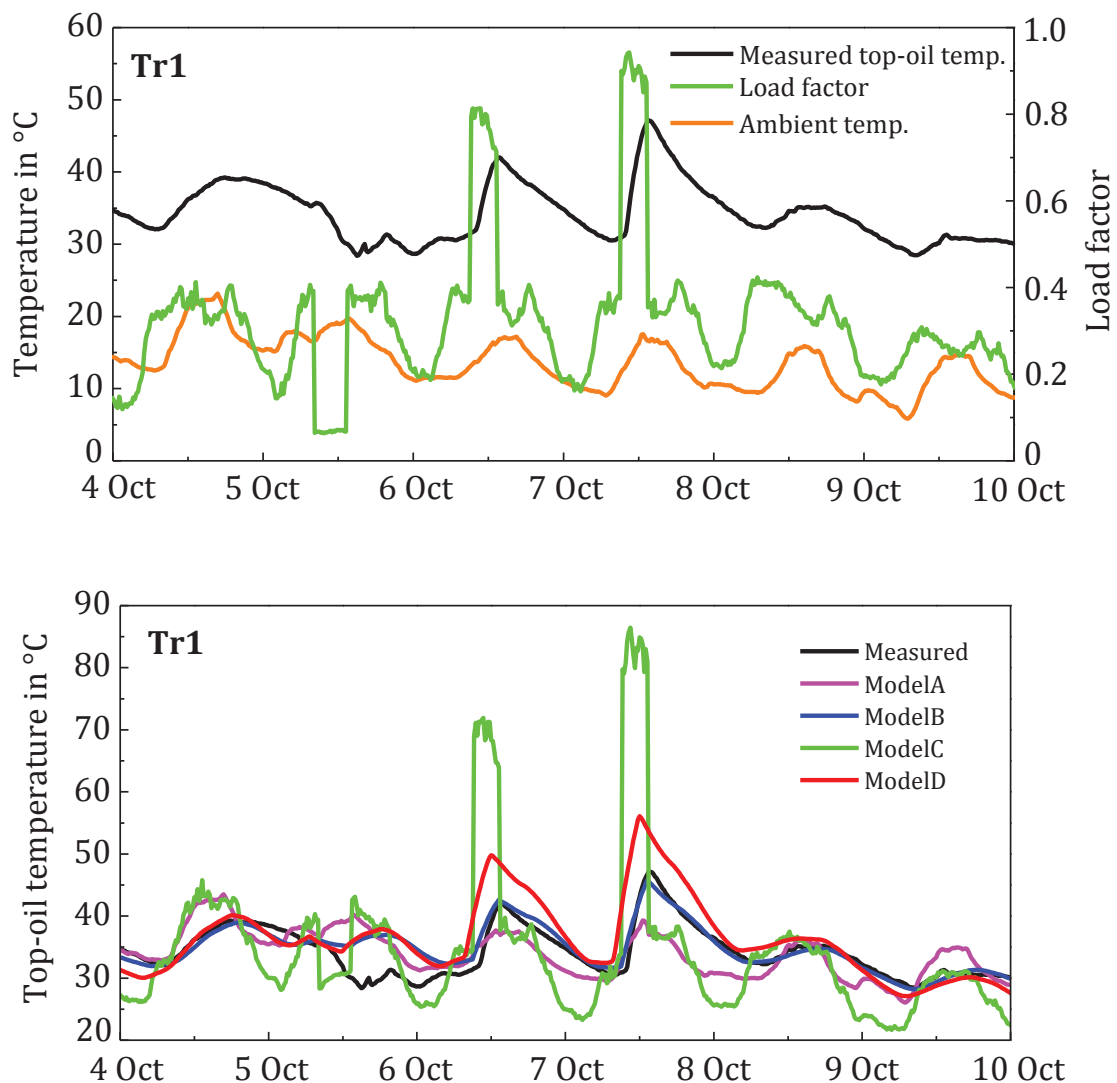 60
50
40
30
20
10
0
Temperature in °C
Tr1
Measured top-oil temp.
Load factor
Ambient temp.
1.0
0.8
0.6
0.4
0.2
0
Load factor
4 Oct 5 Oct 6 Oct 7 Oct 8 Oct 9 Oct 10 Oct
90
80
70
60
50
40
30
20
Top-oil temperature in °C
Tr1
Measured
ModelA
ModelB
ModelC
ModelD
4 Oct 5 Oct 6 Oct 7 Oct 8 Oct 9 Oct 10 Oct